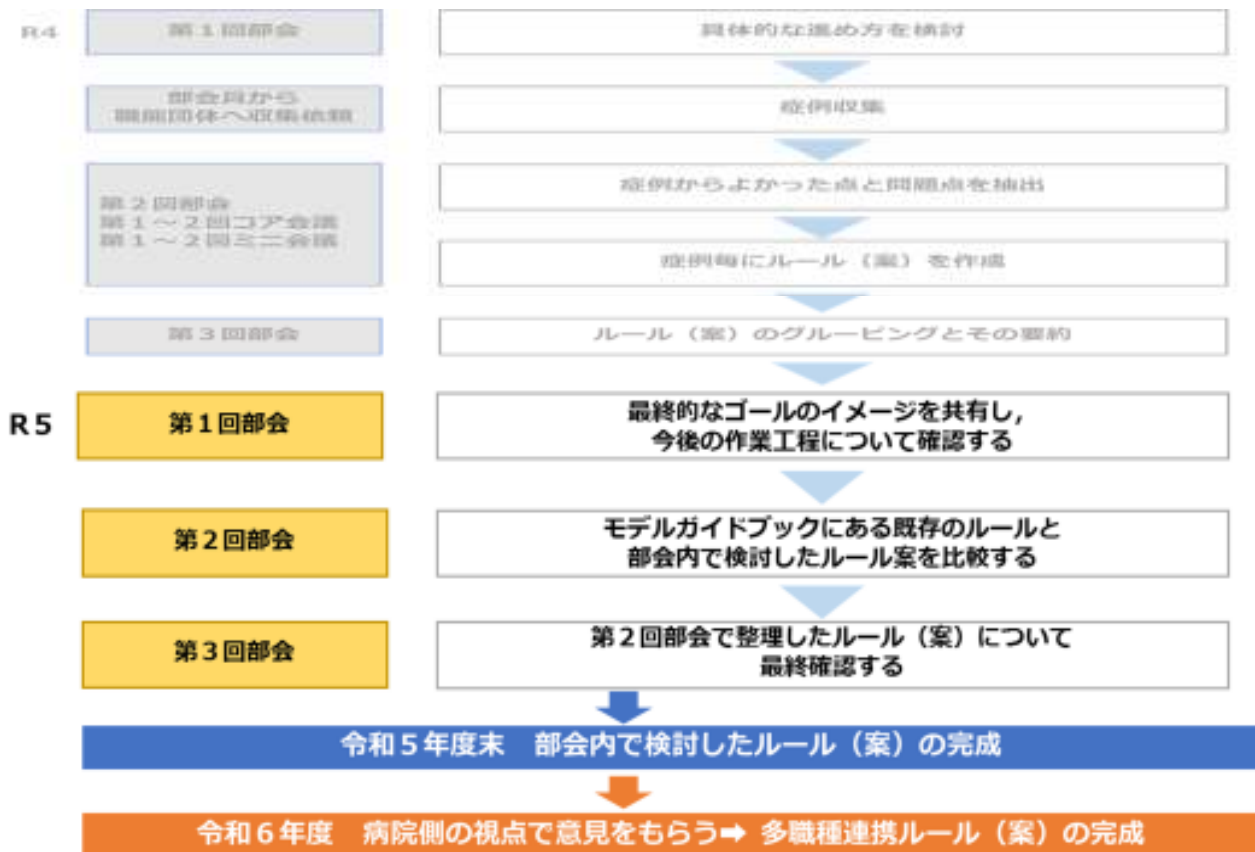 R4
第1回部会
具体的な進め方を検討
部会員から
職能団体へ収集依頼
症例収集
第2回部会
第1～2回コア会議
第1～2回ミニ会議
症例からよかった点と問題点を抽出
症例毎にルール（案）を作成
第3回部会
ルール（案）のグルーピングとその要約
R5
第1回部会
最終的なゴールのイメージを共有し，
今後の作業工程について確認する
第2回部会
モデルガイドブックにある既存のルールと
部会内で検討したルール案を比較する
第3回部会
第2回部会で整理したルール（案）について
最終確認する
令和5年度末　部会内で検討したルール（案）の完成
令和6年度　病院側の視点で意見をもらう➡ 多職種連携ルール（案）の完成